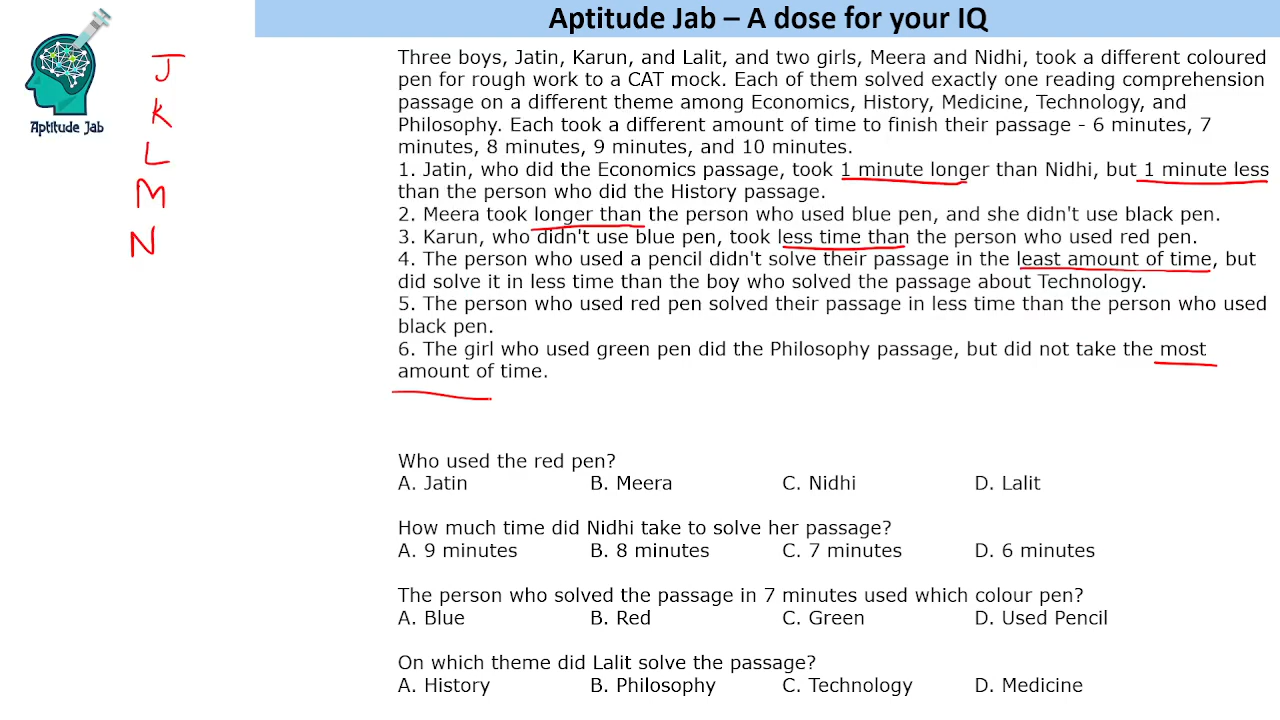 Aptitude Jab – A dose for your IQ
Aptitude Jab
J
K
L
M
N
Three boys, Jatin, Karun, and Lalit, and two girls, Meera and Nidhi, took a different coloured
pen for rough work to a CAT mock. Each of them solved exactly one reading comprehension
passage on a different theme among Economics, History, Medicine, Technology, and
Philosophy. Each took a different amount of time to finish their passage - 6 minutes, 7
minutes, 8 minutes, 9 minutes, and 10 minutes.
1. Jatin, who did the Economics passage, took 1 minute longer than Nidhi, but 1 minute less
than the person who did the History passage.
2. Meera took longer than the person who used blue pen, and she didn't use black pen.
3. Karun, who didn't use blue pen, took less time than the person who used red pen.
4. The person who used a pencil didn't solve their passage in the least amount of time, but
did solve it in less time than the boy who solved the passage about Technology.
5. The person who used red pen solved their passage in less time than the person who used
black pen.
6. The girl who used green pen did the Philosophy passage, but did not take the most
amount of time.
Who used the red pen?
A. Jatin B. Meera C. Nidhi D. Lalit
How much time did Nidhi take to solve her passage?
A. 9 minutes B. 8 minutes C. 7 minutes D. 6 minutes
The person who solved the passage in 7 minutes used which colour pen?
A. Blue B. Red C. Green D. Used Pencil
On which theme did Lalit solve the passage?
A. History B. Philosophy C. Technology D. Medicine